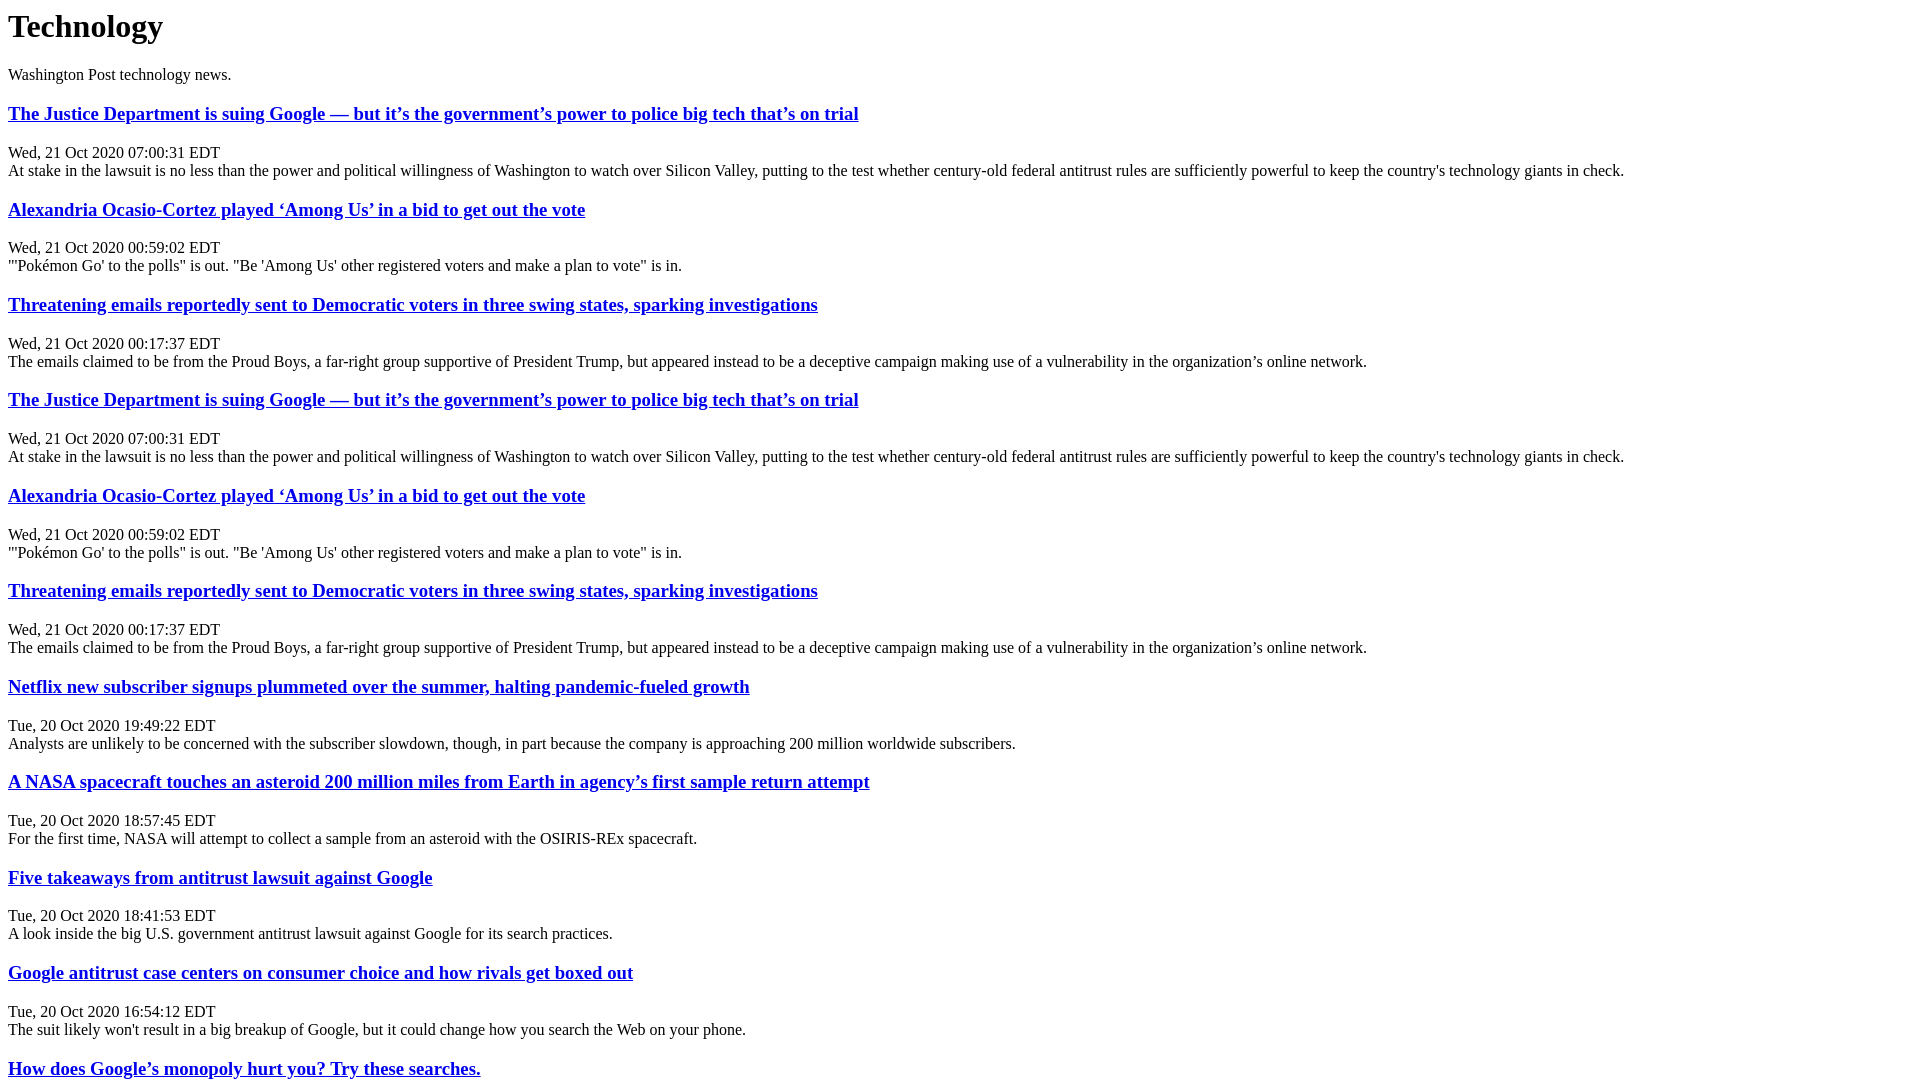 Technology
Washington Post technology news.
The Justice Department is suing Google — but it’s the government’s power to police big tech that’s on trial
Wed, 21 Oct 2020 07:00:31 EDT
At stake in the lawsuit is no less than the power and political willingness of Washington to watch over Silicon Valley, putting to the test whether century-old federal antitrust rules are sufficiently powerful to keep the country's technology giants in check.
Alexandria Ocasio-Cortez played ‘Among Us’ in a bid to get out the vote
Wed, 21 Oct 2020 00:59:02 EDT
"'Pokémon Go' to the polls" is out. "Be 'Among Us' other registered voters and make a plan to vote" is in.
Threatening emails reportedly sent to Democratic voters in three swing states, sparking investigations
Wed, 21 Oct 2020 00:17:37 EDT
The emails claimed to be from the Proud Boys, a far-right group supportive of President Trump, but appeared instead to be a deceptive campaign making use of a vulnerability in the organization’s online network.
The Justice Department is suing Google — but it’s the government’s power to police big tech that’s on trial
Wed, 21 Oct 2020 07:00:31 EDT
At stake in the lawsuit is no less than the power and political willingness of Washington to watch over Silicon Valley, putting to the test whether century-old federal antitrust rules are sufficiently powerful to keep the country's technology giants in check.
Alexandria Ocasio-Cortez played ‘Among Us’ in a bid to get out the vote
Wed, 21 Oct 2020 00:59:02 EDT
"'Pokémon Go' to the polls" is out. "Be 'Among Us' other registered voters and make a plan to vote" is in.
Threatening emails reportedly sent to Democratic voters in three swing states, sparking investigations
Wed, 21 Oct 2020 00:17:37 EDT
The emails claimed to be from the Proud Boys, a far-right group supportive of President Trump, but appeared instead to be a deceptive campaign making use of a vulnerability in the organization’s online network.
Netflix new subscriber signups plummeted over the summer, halting pandemic-fueled growth
Tue, 20 Oct 2020 19:49:22 EDT
Analysts are unlikely to be concerned with the subscriber slowdown, though, in part because the company is approaching 200 million worldwide subscribers.
A NASA spacecraft touches an asteroid 200 million miles from Earth in agency’s first sample return attempt
Tue, 20 Oct 2020 18:57:45 EDT
For the first time, NASA will attempt to collect a sample from an asteroid with the OSIRIS-REx spacecraft.
Five takeaways from antitrust lawsuit against Google
Tue, 20 Oct 2020 18:41:53 EDT
A look inside the big U.S. government antitrust lawsuit against Google for its search practices.
Google antitrust case centers on consumer choice and how rivals get boxed out
Tue, 20 Oct 2020 16:54:12 EDT
The suit likely won't result in a big breakup of Google, but it could change how you search the Web on your phone.
How does Google’s monopoly hurt you? Try these searches.